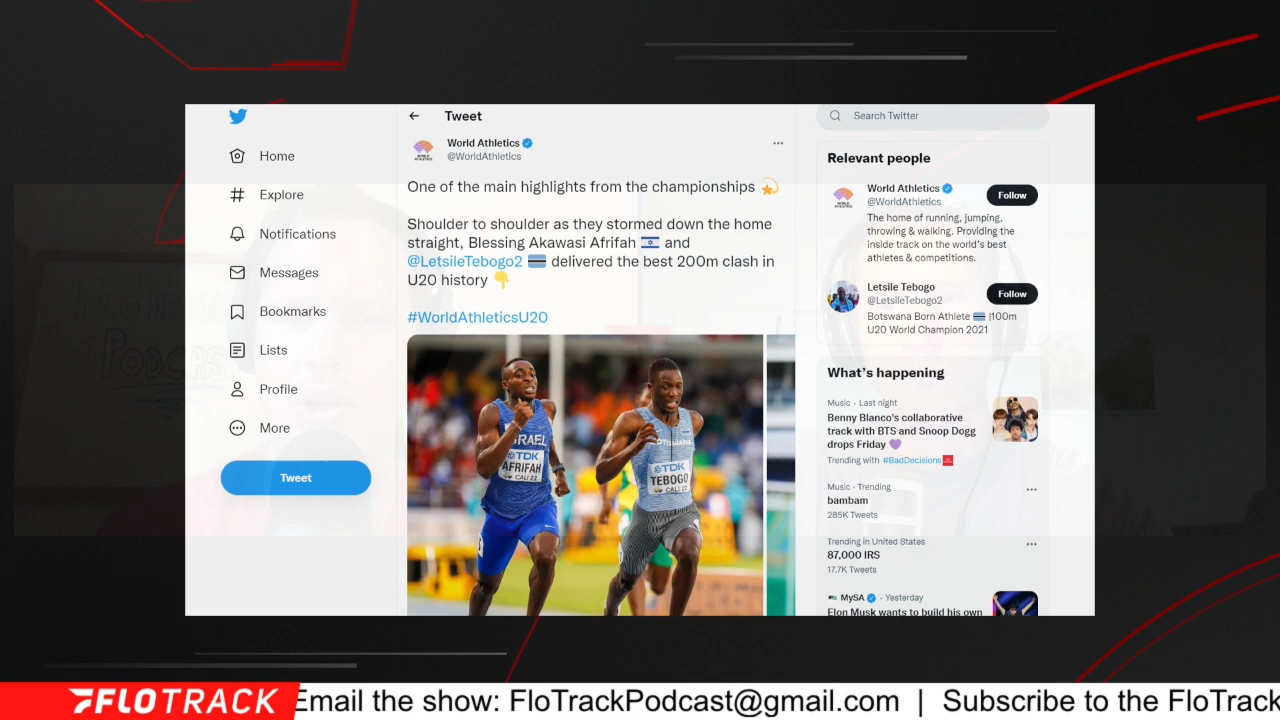 Home
Explore
Notifications
Messages
Bookmarks
Lists
Profile
More
Tweet
Tweet
World Athletics
@WorldAthletics
One of the main highlights from the championships
Shoulder to shoulder as they stormed down the home
straight, Blessing Akawasi Afrifah and
@LetsileTebogo2 delivered the best 200m clash in
U20 history
#WorldAthleticsU20
ISRAEL
TDK
AFRIFAH
CALI 22
BOTSWANA
TDK
TEBOGO
CALI 22
Search Twitter
Relevant people
World Athletics
@WorldAthletics
Follow
The home of running, jumping,
throwing & walking. Providing the
inside track on the world's best
athletes & competitions.
Letsile Tebogo
@LetsileTebogo2
Follow
Botswana Born Athlete |100m
U20 World Champion 2021
What's happening
Music · Last night
Benny Blanco's collaborative
track with BTS and Snoop Dogg
drops Friday
Trending with #BadDecisions
Music · Trending
bambam
285K Tweets
Trending in United States
87,000 IRS
17.7K Tweets
MySA · Yesterday
Elon Musk wants to build his own
FLOTRACK
Email the show: FloTrackPodcast@gmail.com | Subscribe to the FloTrack